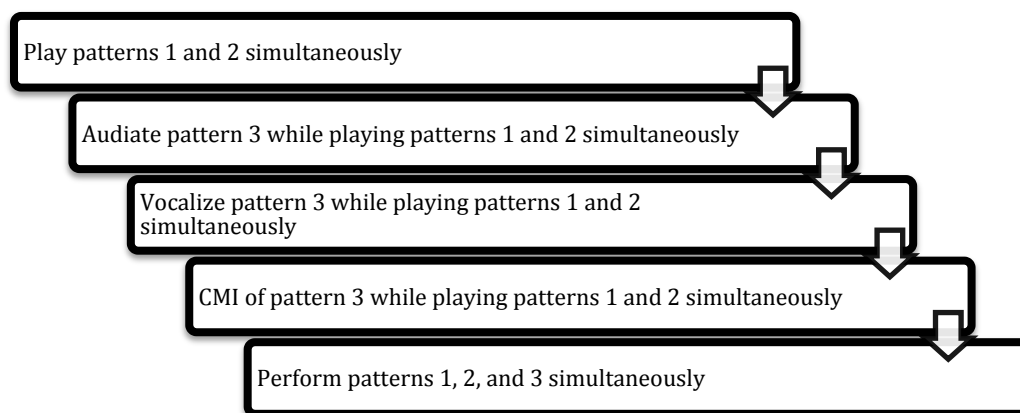 Play patterns 1 and 2 simultaneously
Audiate pattern 3 while playing patterns 1 and 2 simultaneously
Vocalize pattern 3 while playing patterns 1 and 2
simultaneously
CMI of pattern 3 while playing patterns 1 and 2 simultaneously
Perform patterns 1, 2, and 3 simultaneously